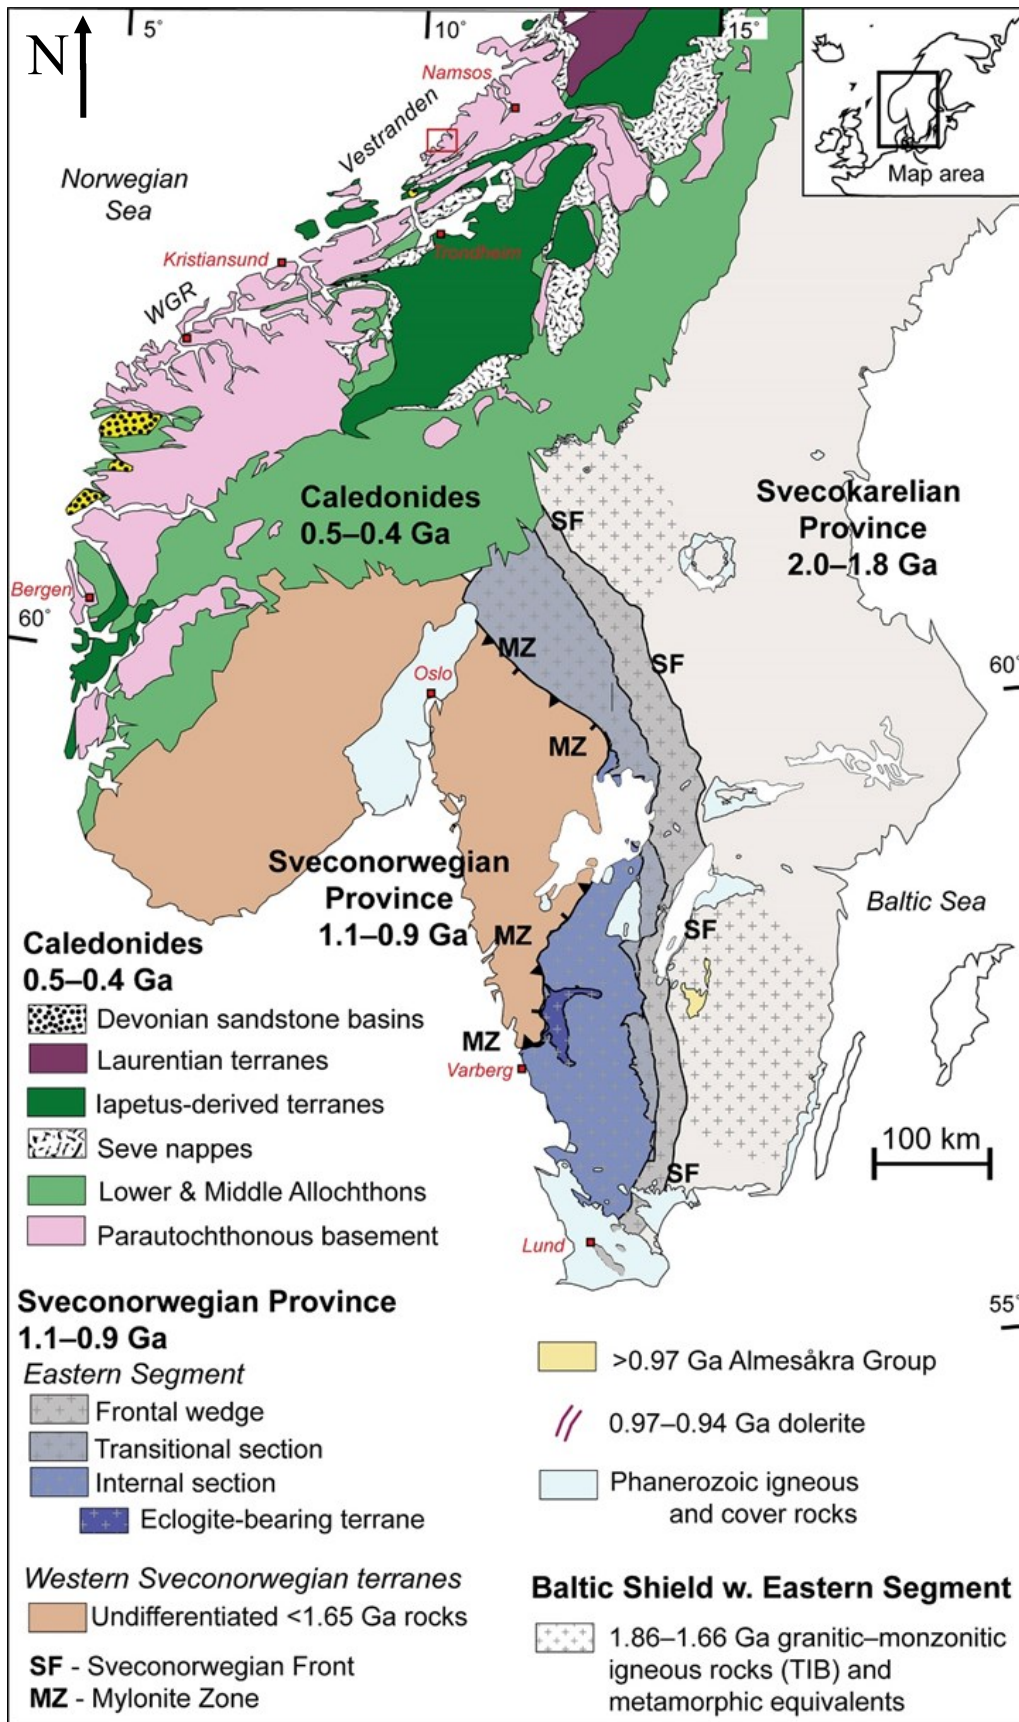 5°
10°
15°
N
Namsos
Vestranden
Norwegian
Sea
Map area
Trondheim
Kristiansund
WGR
Caledonides
0.5–0.4 Ga
SF
Svecokarelian
Province
2.0–1.8 Ga
Bergen
60°
MZ
SF
60°
Oslo
MZ
Sveconorwegian
Province
1.1–0.9 Ga
Baltic Sea
MZ
SF
MZ
Varberg
100 km
SF
Lund
55°
Caledonides
0.5–0.4 Ga
Devonian sandstone basins
Laurentian terranes
Iapetus-derived terranes
Seve nappes
Lower & Middle Allochthons
Parautochthonous basement
Sveconorwegian Province
1.1–0.9 Ga
Eastern Segment
Frontal wedge
Transitional section
Internal section
Eclogite-bearing terrane
Western Sveconorwegian terranes
Undifferentiated <1.65 Ga rocks
SF - Sveconorwegian Front
MZ - Mylonite Zone
>0.97 Ga Almesåkra Group
0.97–0.94 Ga dolerite
Phanerozoic igneous
and cover rocks
Baltic Shield w. Eastern Segment
1.86–1.66 Ga granitic–monzonitic
igneous rocks (TIB) and
metamorphic equivalents